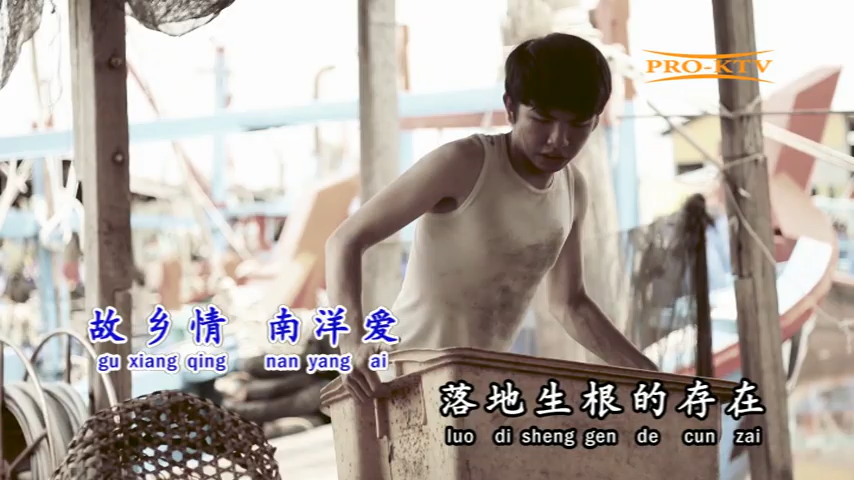 PRO-KTV
故乡情 南洋爱
gu xiang qing nan yang ai
落地生根的存在
luo di sheng gen de cun zai